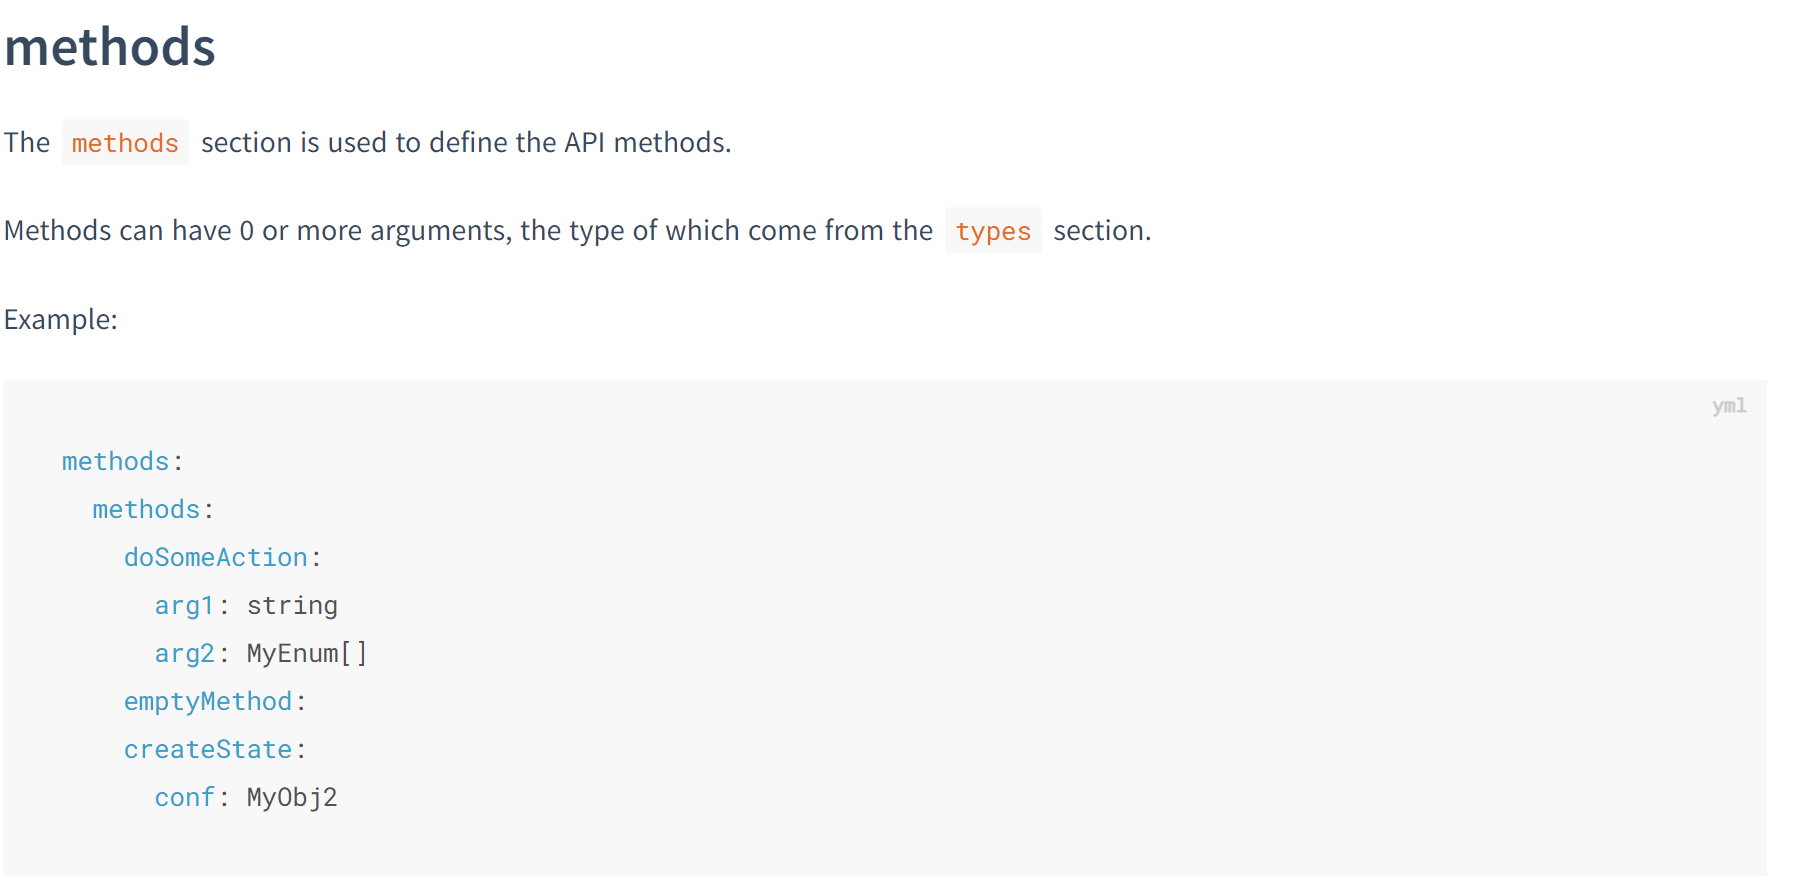 methods
The methods section is used to define the API methods.
Methods can have 0 or more arguments, the type of which come from the types section.
Example:
yml
methods:
  methods:
    doSomeAction:
      arg1: string
      arg2: MyEnum[]
    emptyMethod:
    createState:
      conf: MyObj2